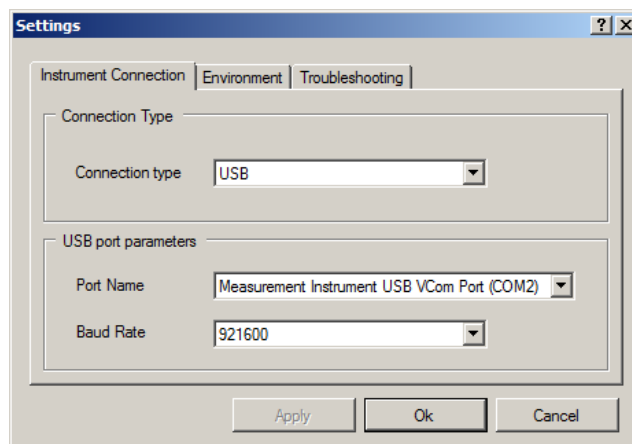 Settings
Instrument Connection Environment Troubleshooting
Connection Type
Connection type USB
USB port parameters
Port Name Measurement Instrument USB VCom Port (COM2)
Baud Rate 921600
Apply Ok Cancel